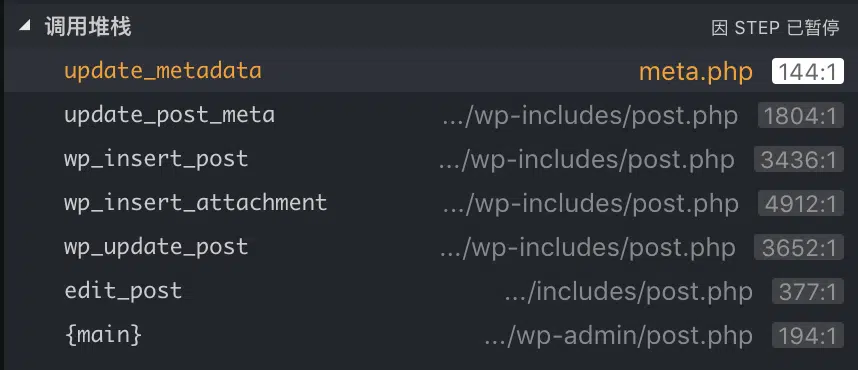 调用堆栈 因 STEP 已暂停
update_metadata meta.php 144:1
update_post_meta .../wp-includes/post.php 1804:1
wp_insert_post .../wp-includes/post.php 3436:1
wp_insert_attachment .../wp-includes/post.php 4912:1
wp_update_post .../wp-includes/post.php 3652:1
edit_post .../includes/post.php 377:1
{main} .../wp-admin/post.php 194:1